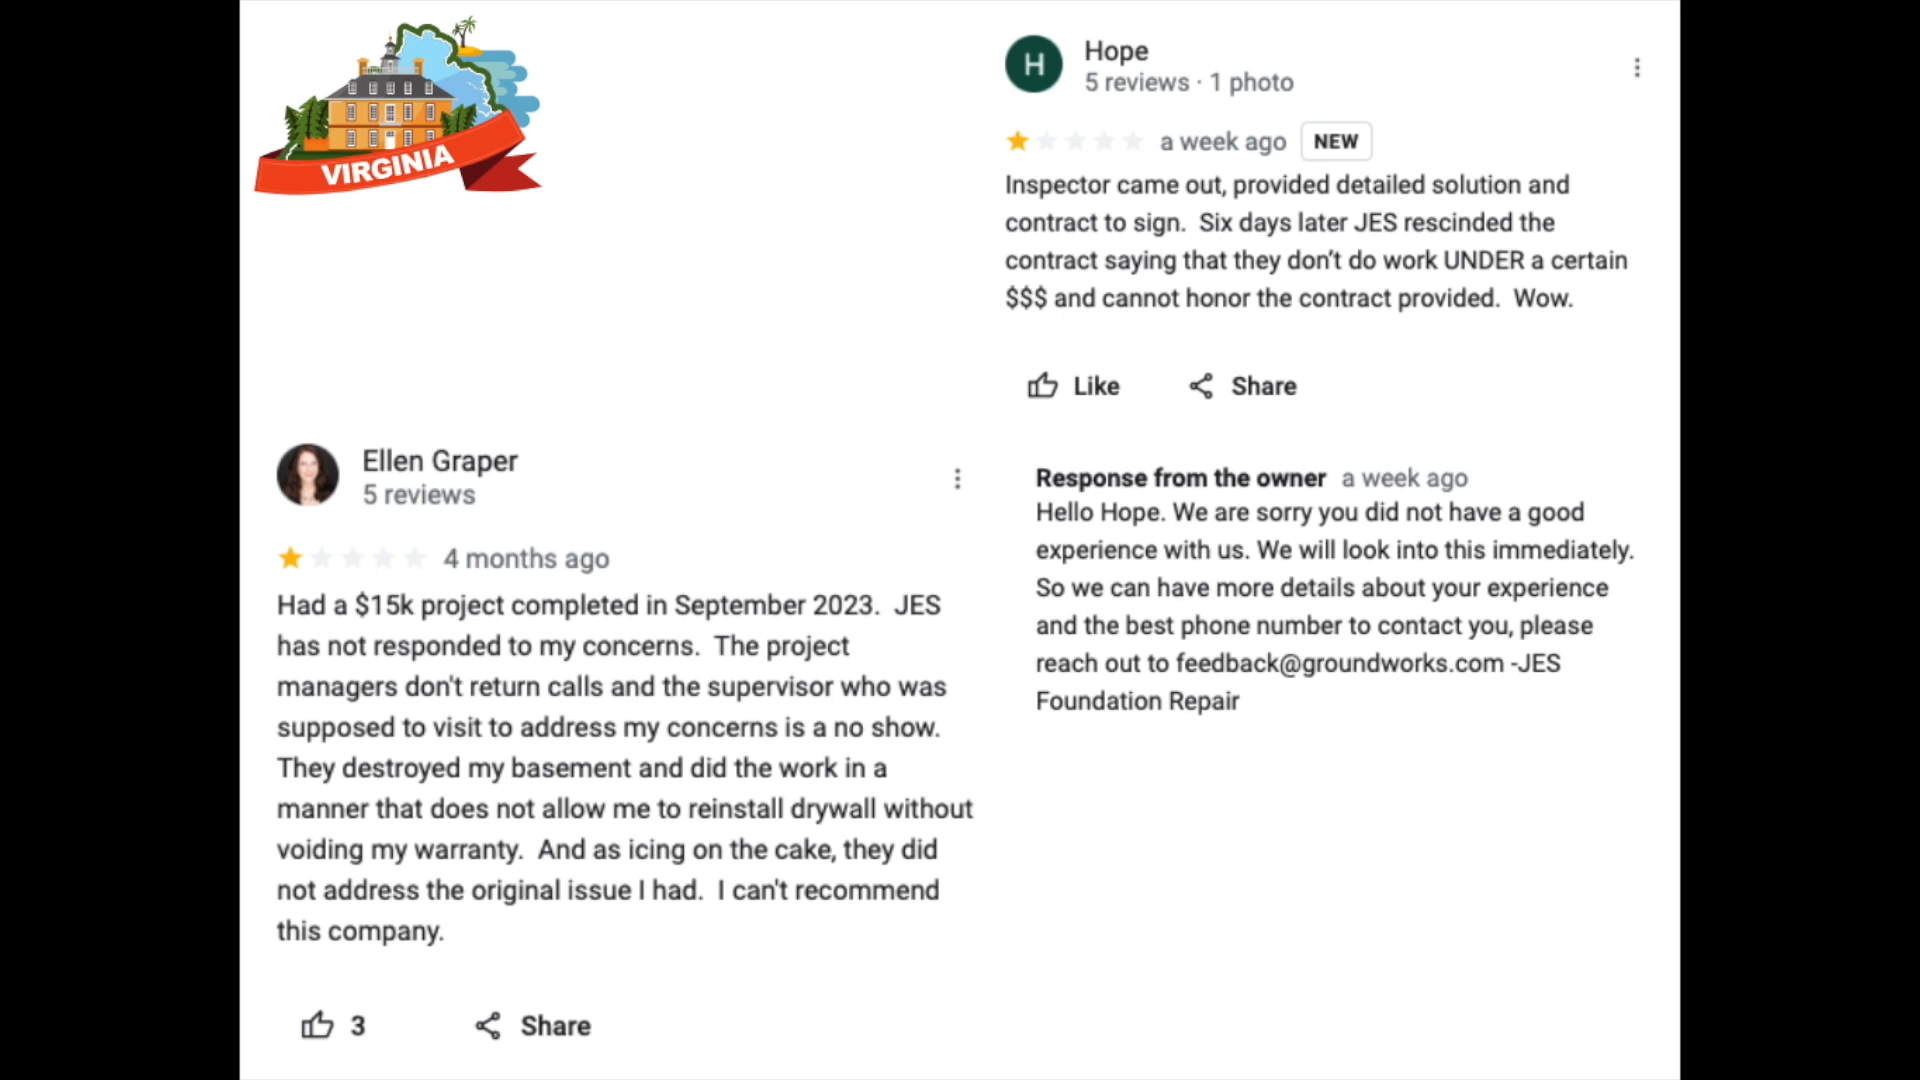 VIRGINIA
H
Hope
5 reviews · 1 photo
a week ago NEW
Inspector came out, provided detailed solution and
contract to sign.  Six days later JES rescinded the
contract saying that they don’t do work UNDER a certain
$$$ and cannot honor the contract provided.  Wow.
Like Share
Response from the owner a week ago
Hello Hope. We are sorry you did not have a good
experience with us. We will look into this immediately.
So we can have more details about your experience
and the best phone number to contact you, please
reach out to feedback@groundworks.com -JES
Foundation Repair
Ellen Graper
5 reviews
4 months ago
Had a $15k project completed in September 2023.  JES
has not responded to my concerns.  The project
managers don't return calls and the supervisor who was
supposed to visit to address my concerns is a no show.
They destroyed my basement and did the work in a
manner that does not allow me to reinstall drywall without
voiding my warranty.  And as icing on the cake, they did
not address the original issue I had.  I can't recommend
this company.
3 Share